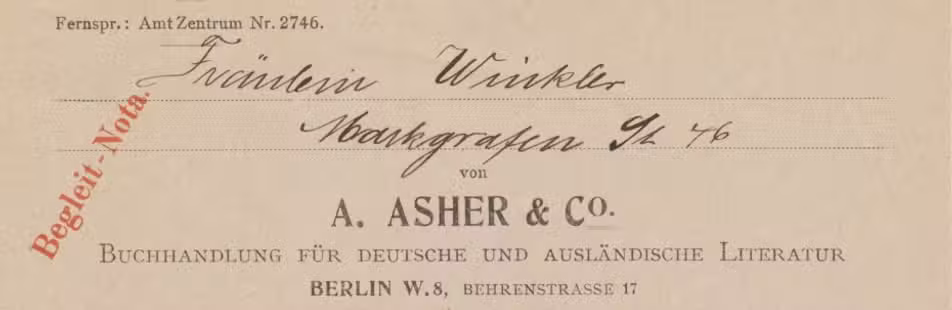 Fernspr.: Amt Zentrum Nr. 2746.
Fräulein Winkler
Markgrafen St 46
Begleit-Nota.
von
A. ASHER & Co.
BUCHHANDLUNG FÜR DEUTSCHE UND AUSLÄNDISCHE LITERATUR
BERLIN W.8, BEHRENSTRASSE 17